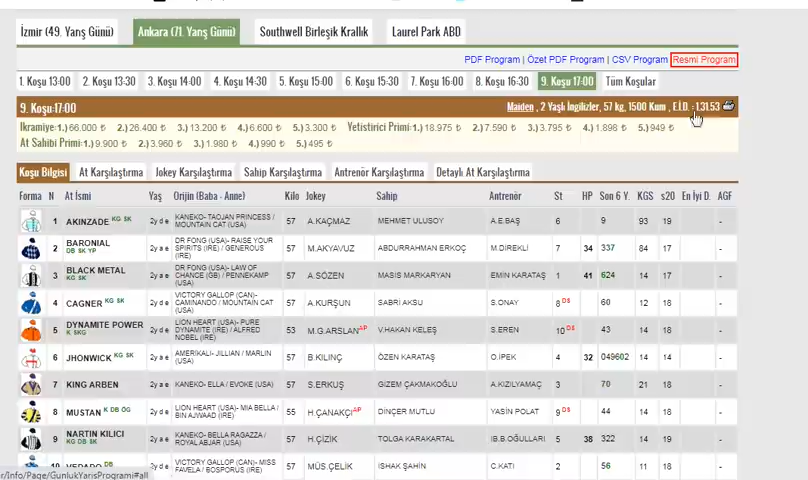 İzmir (49. Yarış Günü) Ankara (71. Yarış Günü) Southwell Birleşik Krallık Laurel Park ABD
PDF Program | Özet PDF Program | CSV Program Resmi Program
1. Koşu 13:00 2. Koşu 13:30 3. Koşu 14:00 4. Koşu 14:30 5. Koşu 15:00 6. Koşu 15:30 7. Koşu 16:00 8. Koşu 16:30 9. Koşu 17:00 Tüm Koşular
9. Koşu:17:00 Maiden , 2 Yaşlı İngilizler, 57 kg, 1500 Kum , E.İ.D. : 1.31.53
İkramiye: 1.) 66.000 ₺ 2.) 26.400 ₺ 3.) 13.200 ₺ 4.) 6.600 ₺ 5.) 3.300 ₺ Yetistirici Primi: 1.) 18.975 ₺ 2.) 7.590 ₺ 3.) 3.795 ₺ 4.) 1.898 ₺ 5.) 949 ₺
At Sahibi Primi: 1.) 9.900 ₺ 2.) 3.960 ₺ 3.) 1.980 ₺ 4.) 990 ₺ 5.) 495 ₺
Koşu Bilgisi At Karşılaştırma Jokey Karşılaştırma Sahip Karşılaştırma Antrenör Karşılaştırma Detaylı At Karşılaştırma
Forma N At İsmi Yaş Orijin (Baba - Anne) Kilo Jokey Sahip Antrenör St HP Son 6 Y. KGS s20 En İyi D. AGF
1 AKINZADE KG SK 2y d e KANEKO- TAOJAN PRINCESS / MOUNTAIN CAT (USA) 57 A.KAÇMAZ MEHMET ULUSOY A.E.BAŞ 6 9 93 19 -
2 BARONIAL DB SK YP 2y d e DR FONG (USA)- RAISE YOUR SPIRITS (IRE) / GENEROUS (IRE) 57 M.AKYAVUZ ABDURRAHMAN ERKOÇ M.DİREKLİ 7 34 337 84 17 -
3 BLACK METAL KG SK 2y a e DR FONG (USA)- LAW OF CHANCE (GB) / PENNEKAMP (USA) 57 A.SÖZEN MASİS MARKARYAN EMİN KARATAŞ 1 41 624 14 17 -
4 CAGNER KG SK 2y a e VICTORY GALLOP (CAN)- CAMINANDO / MOUNTAIN CAT (USA) 57 A.KURŞUN SABRİ AKSU S.ONAY 8 DS 60 12 18 -
5 DYNAMITE POWER K SKG 2y a e LION HEART (USA)- PURE DYNAMITE (IRE) / ALFRED NOBEL (IRE) 53 M.G.ARSLAN AP V.HAKAN KELEŞ S.EREN 10 DS 43 14 18 -
6 JHONWICK KG SK 2y a e AMERİKALI- JILLIAN / MARLIN (USA) 57 B.KILINÇ ÖZEN KARATAŞ O.İPEK 4 32 049602 14 14 -
7 KING ARBEN 2y d e KANEKO- ELLA / EVOKE (USA) 57 S.ERKUŞ GIZEM ÇAKMAKOĞLU A.KIZILYAMAÇ 3 70 21 18 -
8 MUSTAN K DB ÖG 2y d e LION HEART (USA)- MIA BELLA / BIN AJWAAD (IRE) 55 H.ÇANAKÇI AP DİNÇER MUTLU YASİN POLAT 9 DS 44 14 18 -
9 NARTIN KILICI KG DB SK 2y a e KANEKO- BELLA RAGAZZA / ROYAL ABJAR (USA) 57 H.ÇİZİK TOLGA KARAKARTAL IB.B.OĞULLARI 5 38 322 14 19 -
10 VEDADO DB VICTORY GALLOP (CAN)- MISS FAVELA / BOSPORUS (IRE) 57 MÜS.ÇELİK İSHAK ŞAHİN C.KATI 2 56 11 18 -
r/Info/Page/GunlukYarisProgrami#all